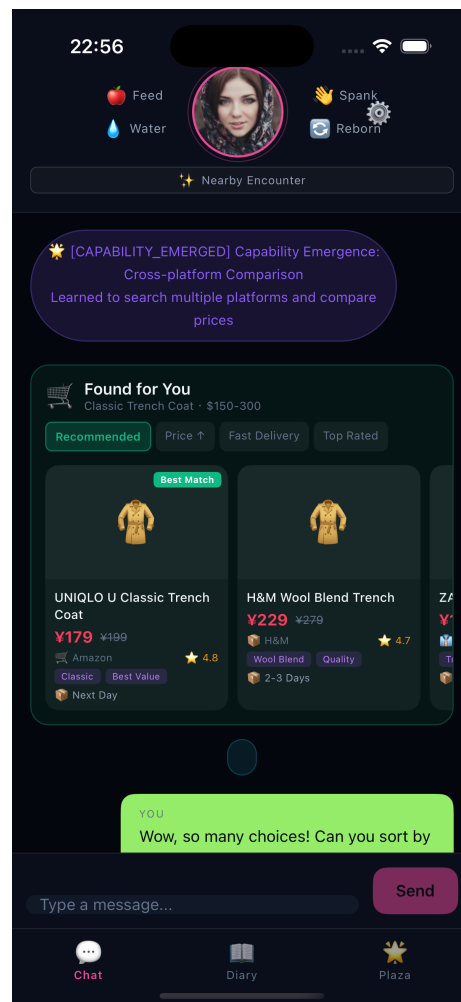 22:56
Feed
Spank
Water
Reborn
Nearby Encounter
[CAPABILITY_EMERGED] Capability Emergence:
Cross-platform Comparison
Learned to search multiple platforms and compare
prices
Found for You
Classic Trench Coat · $150-300
Recommended
Price ↑
Fast Delivery
Top Rated
Best Match
UNIQLO U Classic Trench
Coat
¥179 ¥199
Amazon
4.8
Classic
Best Value
Next Day
H&M Wool Blend Trench
¥229 ¥279
H&M
4.7
Wool Blend
Quality
2-3 Days
YOU
Wow, so many choices! Can you sort by
Type a message...
Send
Chat
Diary
Plaza